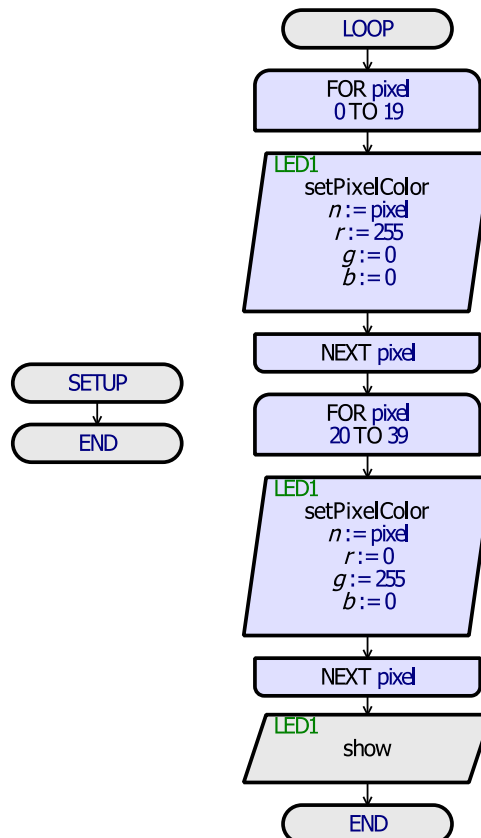 SETUP
END
LOOP
FOR pixel
0 TO 19
LED1
setPixelColor
n := pixel
r := 255
g := 0
b := 0
NEXT pixel
FOR pixel
20 TO 39
LED1
setPixelColor
n := pixel
r := 0
g := 255
b := 0
NEXT pixel
LED1
show
END